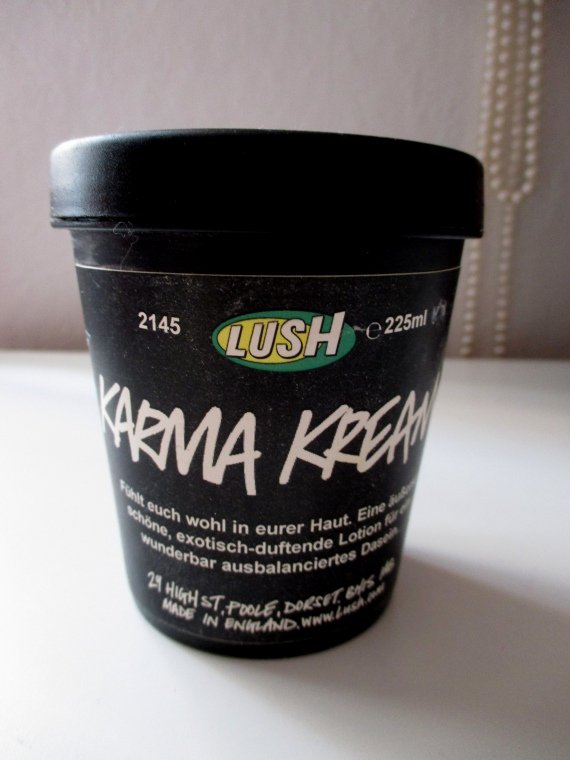 2145 LUSH e 225ml
KARMA KREAM
Fühlt euch wohl in eurer Haut. Eine
schöne, exotisch-duftende Lotion für
wunderbar ausbalanciertes Dasein.
29 HIGH ST, POOLE, DORSET.
MADE IN ENGLAND. WWW.LUSH.COM